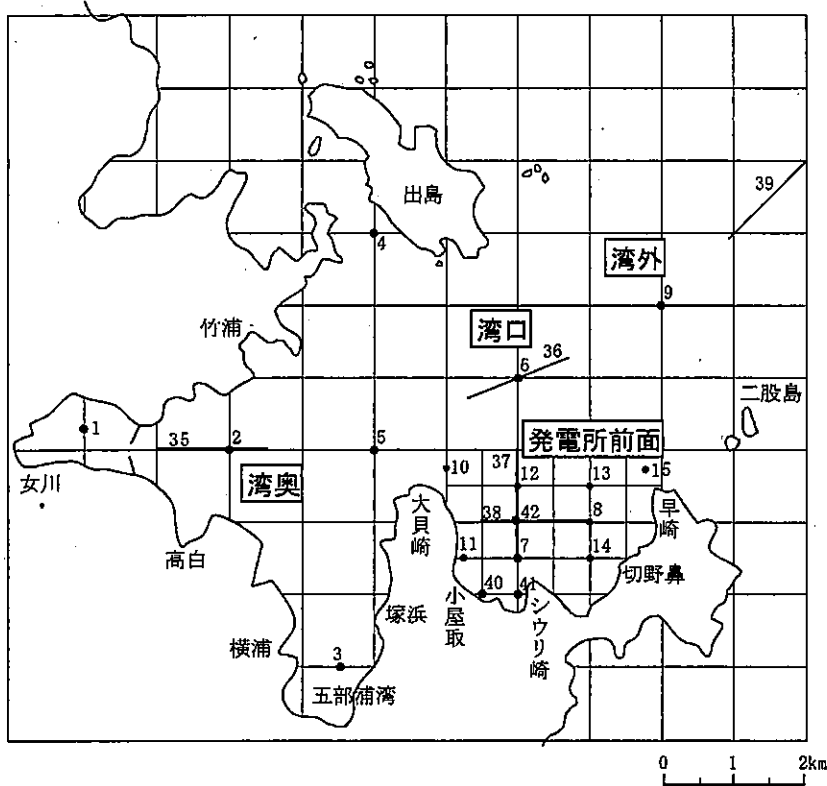 出島
39
4
湾外
9
竹浦
湾口
36
6
二股島
発電所前面
1
35
2
5
湾奥
10
37
12
13
15
女川
大貝崎
38
42
8
早崎
高白
11
7
14
切野鼻
40
41
小屋取
シウリ崎
塚浜
横浦
3
五部浦湾
0
1
2km